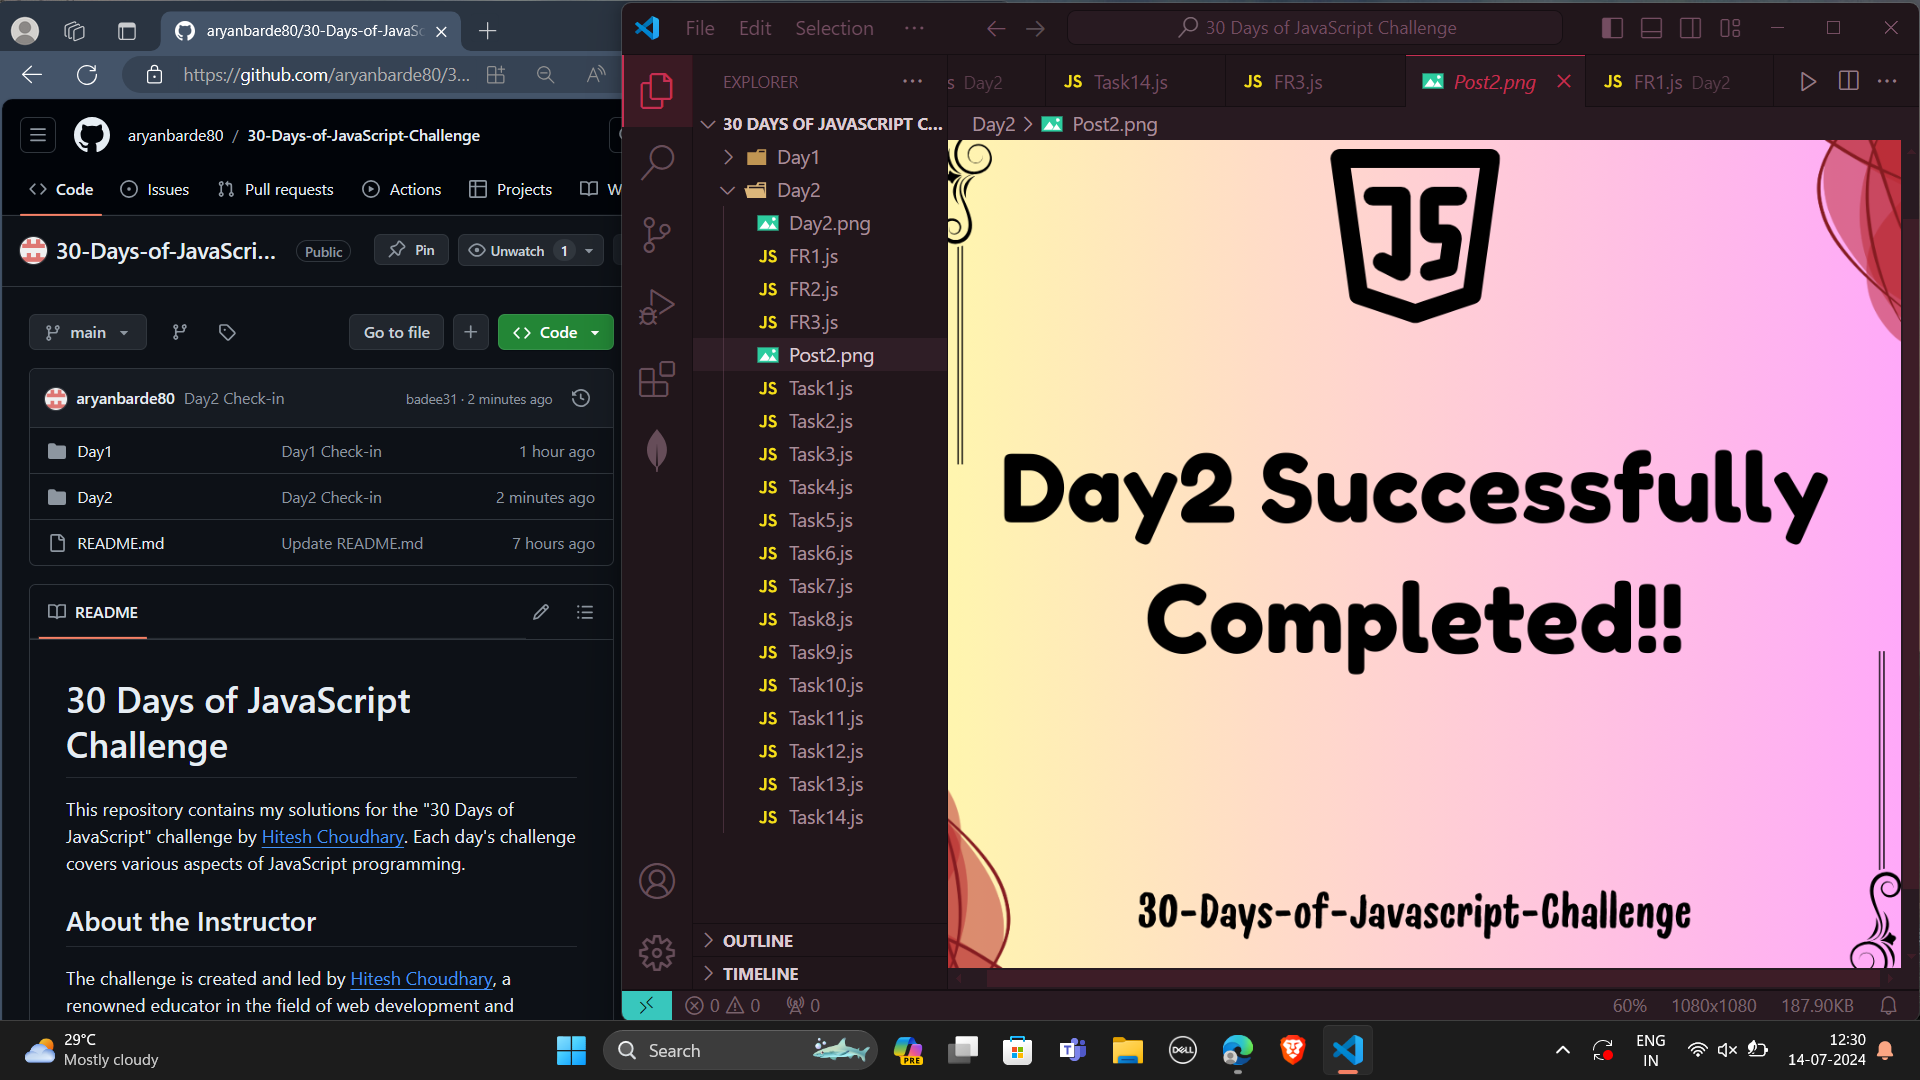 aryanbarde80/30-Days-of-JavaSc
https://github.com/aryanbarde80/3...
aryanbarde80 / 30-Days-of-JavaScript-Challenge
Code Issues Pull requests Actions Projects W
30-Days-of-JavaScri... Public Pin Unwatch 1
main Go to file Code
aryanbarde80 Day2 Check-in badee31 · 2 minutes ago
Day1 Day1 Check-in 1 hour ago
Day2 Day2 Check-in 2 minutes ago
README.md Update README.md 7 hours ago
README
30 Days of JavaScript
Challenge
This repository contains my solutions for the "30 Days of
JavaScript" challenge by Hitesh Choudhary. Each day's challenge
covers various aspects of JavaScript programming.
About the Instructor
The challenge is created and led by Hitesh Choudhary, a
renowned educator in the field of web development and
File Edit Selection ··· 30 Days of JavaScript Challenge
EXPLORER ···
s Day2 JS Task14.js JS FR3.js Post2.png JS FR1.js Day2 ···
30 DAYS OF JAVASCRIPT C...
Day2 > Post2.png
Day1
Day2
Day2.png
JS FR1.js
JS FR2.js
JS FR3.js
Post2.png
JS Task1.js
JS Task2.js
JS Task3.js
JS Task4.js
JS Task5.js
JS Task6.js
JS Task7.js
JS Task8.js
JS Task9.js
JS Task10.js
JS Task11.js
JS Task12.js
JS Task13.js
JS Task14.js
OUTLINE
TIMELINE
JS
Day2 Successfully
Completed!!
30-Days-of-Javascript-Challenge
0 0 0 60% 1080x1080 187.90KB
29°C
Mostly cloudy
Search
PRE
DELL
ENG
IN
12:30
14-07-2024